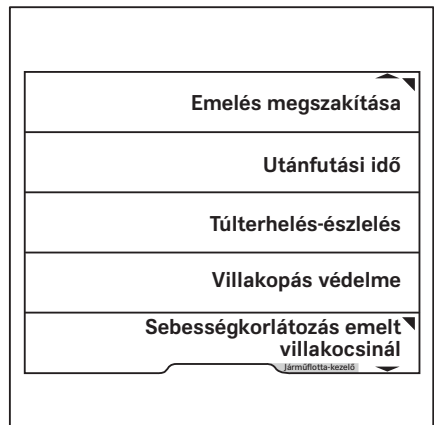 Emelés megszakítása
Utánfutási idő
Túlterhelés-észlelés
Villakopás védelme
Sebességkorlátozás emelt
villakocsinál
Járműflotta-kezelő